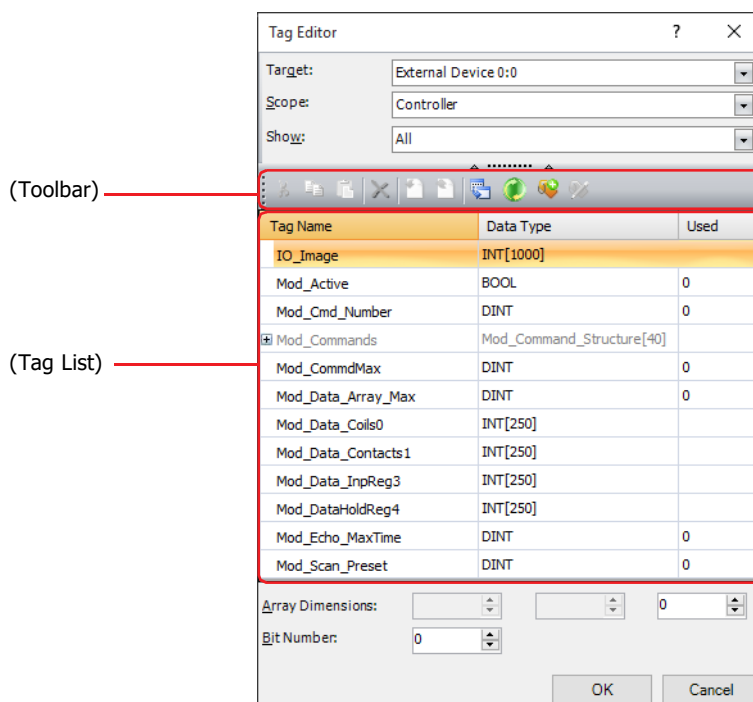 Tag Editor ? ×
Target: External Device 0:0
Scope: Controller
Show: All
(Toolbar)
Tag Name Data Type Used
IO_Image INT[1000]
Mod_Active BOOL 0
Mod_Cmd_Number DINT 0
Mod_Commands Mod_Command_Structure[40]
(Tag List)
Mod_CommdMax DINT 0
Mod_Data_Array_Max DINT 0
Mod_Data_Coils0 INT[250]
Mod_Data_Contacts1 INT[250]
Mod_Data_InpReg3 INT[250]
Mod_DataHoldReg4 INT[250]
Mod_Echo_MaxTime DINT 0
Mod_Scan_Preset DINT 0
Array Dimensions: 0
Bit Number: 0
OK Cancel